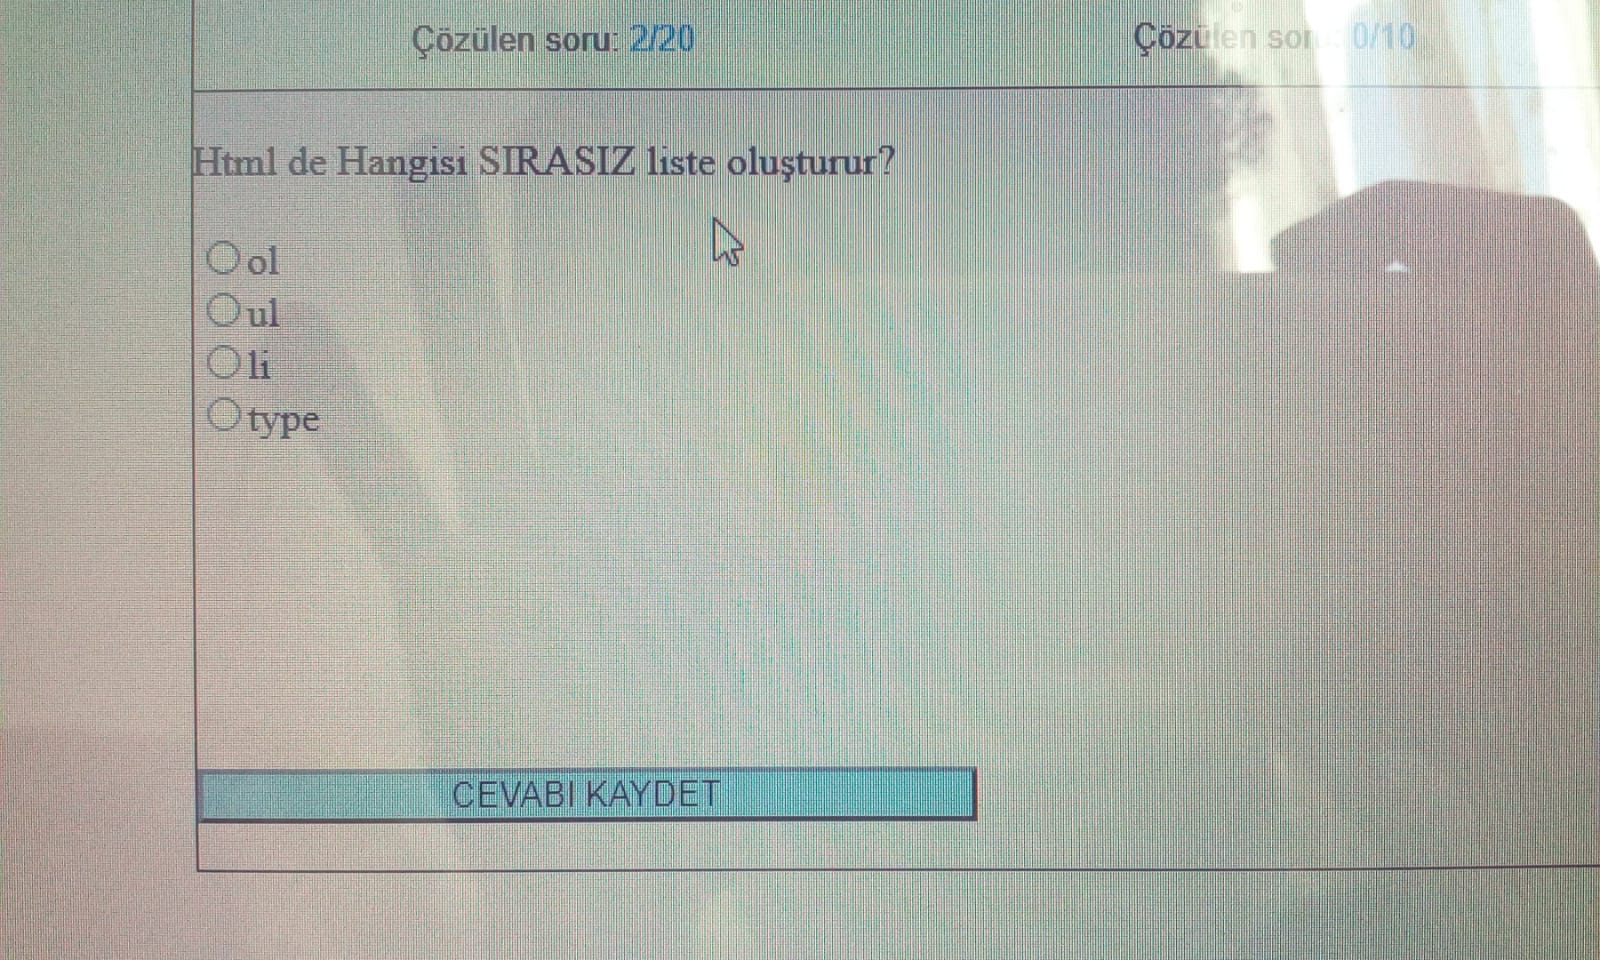 Çözülen soru: 2/20
Çözülen soru: 0/10
Html de Hangisi SIRASIZ liste oluşturur?
ol
ul
li
type
CEVABI KAYDET